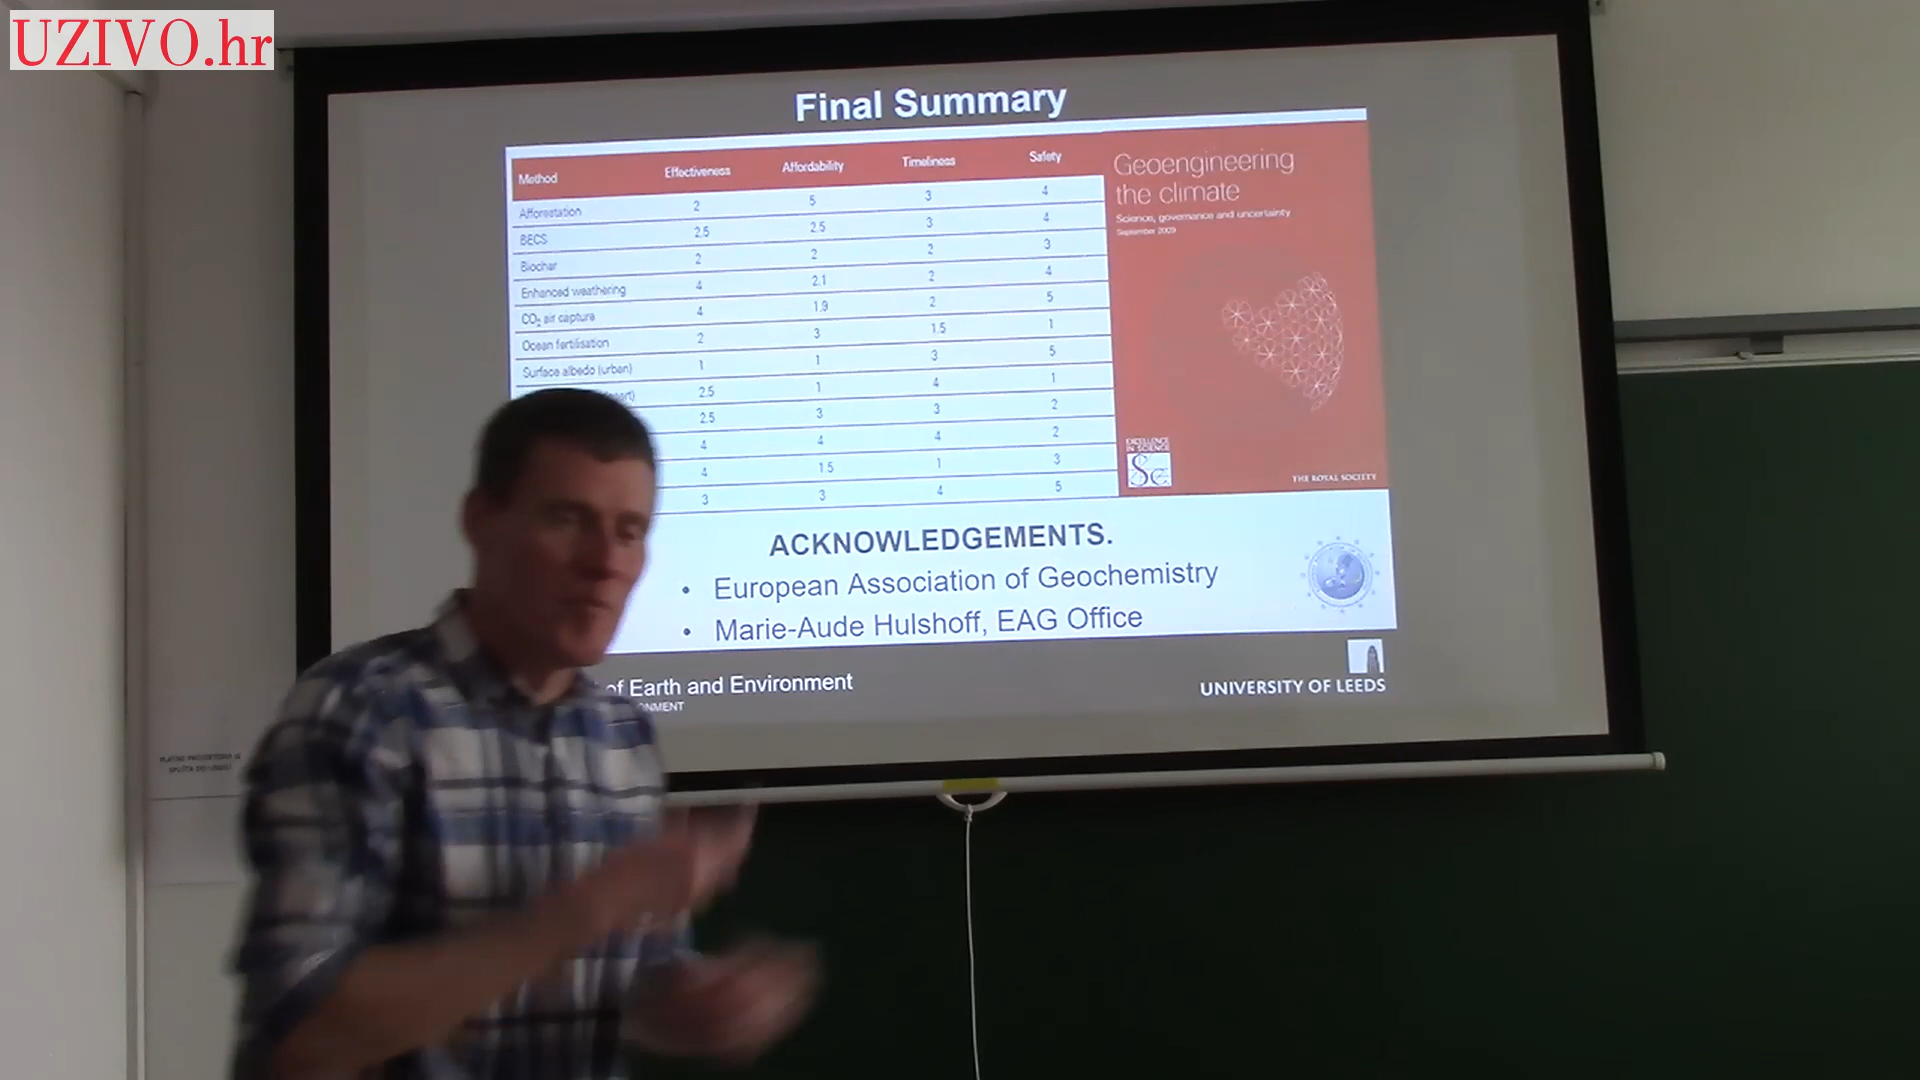 UZIVO.hr
Final Summary
Method Effectiveness Affordability Timeliness Safety
Afforestation 2 5 3 4
BECS 2.5 2.5 3 4
Biochar 2 2 2 3
Enhanced weathering 4 2.1 2 4
CO₂ air capture 4 1.9 2 5
Ocean fertilisation 2 3 1.5 1
Surface albedo (urban) 1 1 3 5
2.5 1 4 1
2.5 3 3 2
4 4 4 2
4 1.5 1 3
3 3 4 5
Geoengineering
the climate
Science, governance and uncertainty
September 2009
EXCELLENCE
IN SCIENCE
THE ROYAL SOCIETY
ACKNOWLEDGEMENTS.
• European Association of Geochemistry
• Marie-Aude Hulshoff, EAG Office
of Earth and Environment
UNIVERSITY OF LEEDS